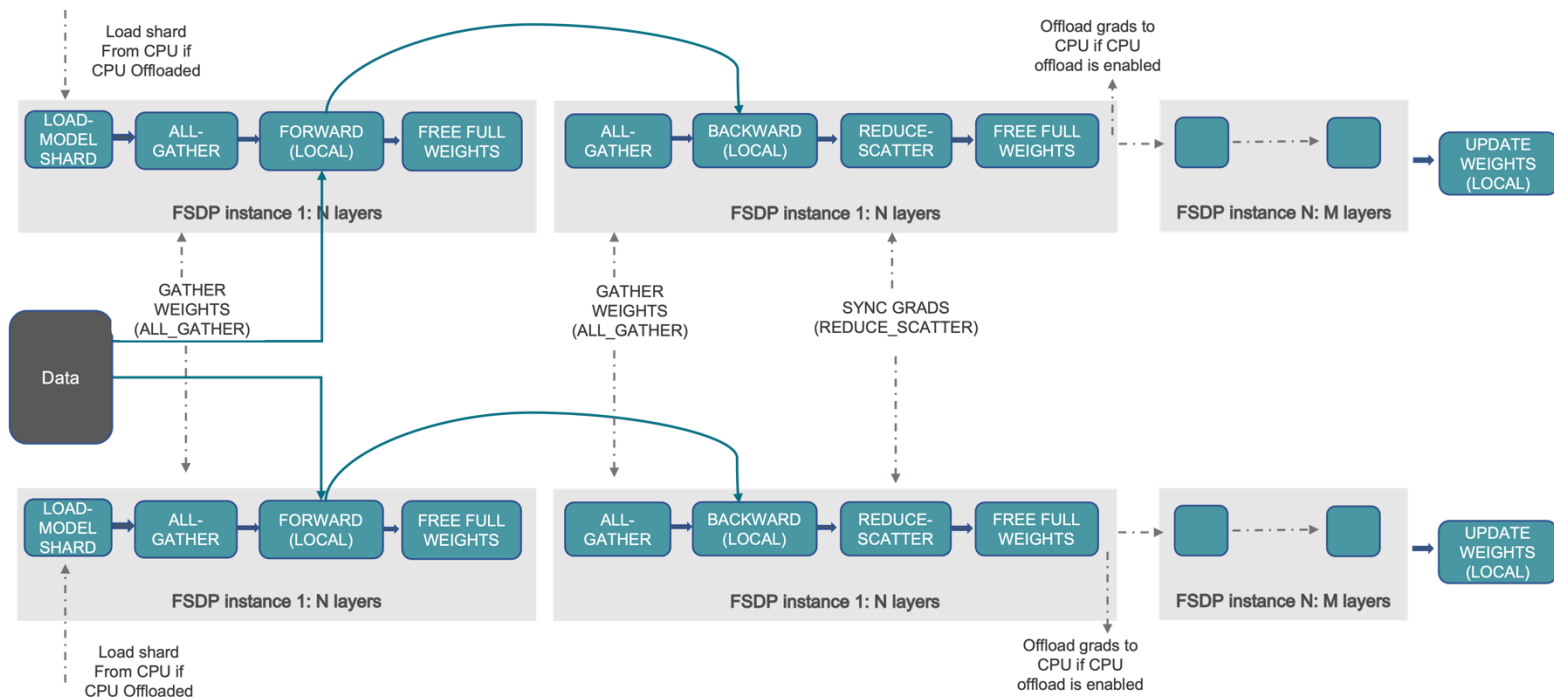 Load shard
From CPU if
CPU Offloaded
Offload grads to
CPU if CPU
offload is enabled
LOAD-
MODEL
SHARD
ALL-
GATHER
FORWARD
(LOCAL)
FREE FULL
WEIGHTS
FSDP instance 1: N layers
ALL-
GATHER
BACKWARD
(LOCAL)
REDUCE-
SCATTER
FREE FULL
WEIGHTS
FSDP instance 1: N layers
FSDP instance N: M layers
UPDATE
WEIGHTS
(LOCAL)
GATHER
WEIGHTS
(ALL_GATHER)
GATHER
WEIGHTS
(ALL_GATHER)
SYNC GRADS
(REDUCE_SCATTER)
Data
LOAD-
MODEL
SHARD
ALL-
GATHER
FORWARD
(LOCAL)
FREE FULL
WEIGHTS
FSDP instance 1: N layers
ALL-
GATHER
BACKWARD
(LOCAL)
REDUCE-
SCATTER
FREE FULL
WEIGHTS
FSDP instance 1: N layers
FSDP instance N: M layers
UPDATE
WEIGHTS
(LOCAL)
Load shard
From CPU if
CPU Offloaded
Offload grads to
CPU if CPU
offload is enabled